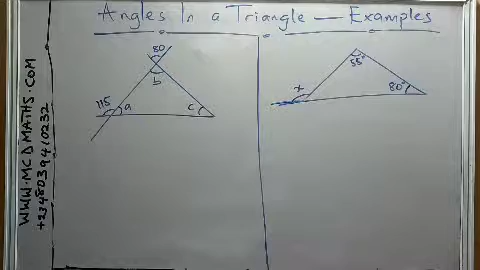 Angles In a Triangle — Examples
80
b
115
a
c
x
55°
80°
WWW.MCDMATHS.COM
+2348039410232